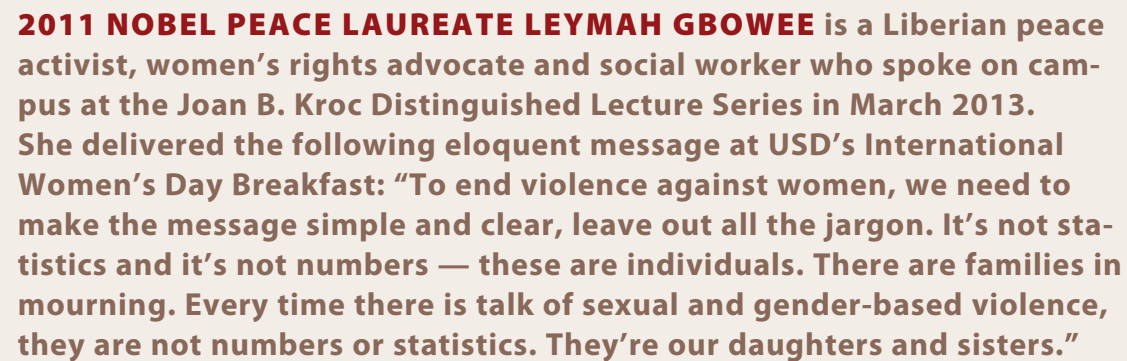 2011 NOBEL PEACE LAUREATE LEYMAH GBOWEE is a Liberian peace
activist, women’s rights advocate and social worker who spoke on cam-
pus at the Joan B. Kroc Distinguished Lecture Series in March 2013.
She delivered the following eloquent message at USD’s International
Women’s Day Breakfast: “To end violence against women, we need to
make the message simple and clear, leave out all the jargon. It’s not sta-
tistics and it’s not numbers — these are individuals. There are families in
mourning. Every time there is talk of sexual and gender-based violence,
they are not numbers or statistics. They’re our daughters and sisters.”